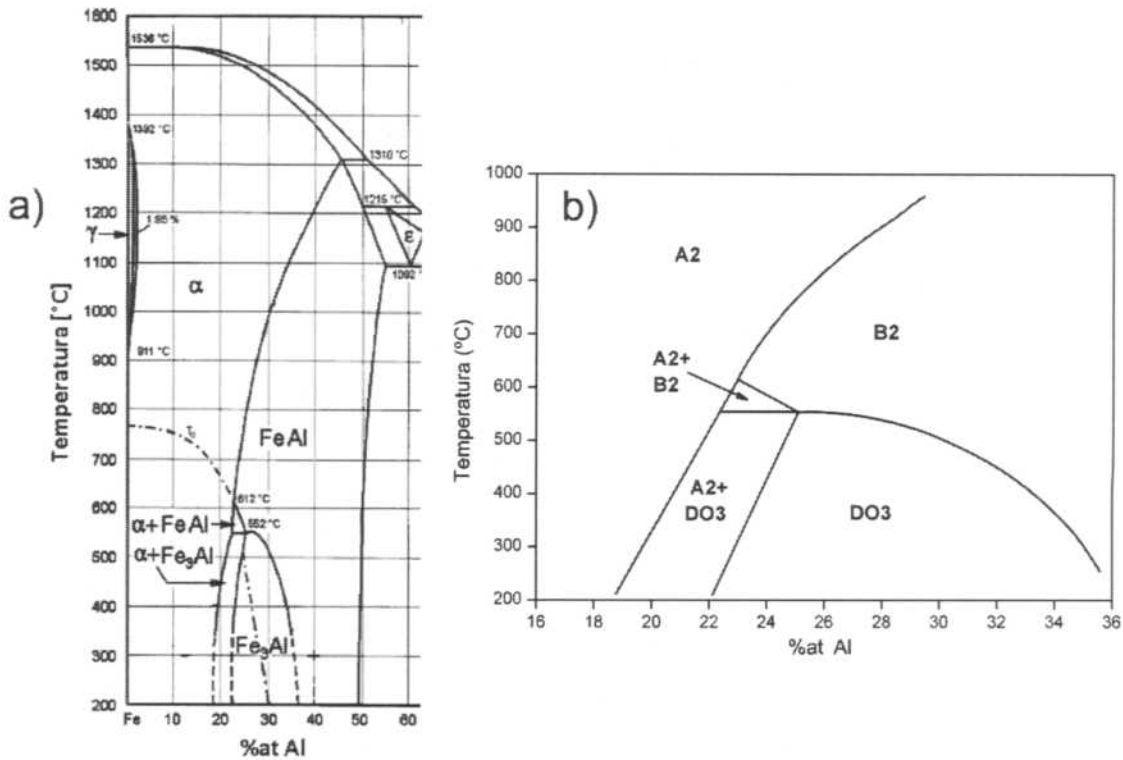 a)
Temperatura [°C]
1600
1500
1400
1300
1200
1100
1000
900
800
700
600
500
400
300
200
1536 °C
1392 °C
1310 °C
1215 °C
1.95 %
γ
ε
1092 °C
α
911 °C
FeAl
612 °C
α+FeAl
552 °C
α+Fe₃Al
Fe₃Al
Fe 10 20 30 40 50 60
%at Al
b)
Temperatura (ºC)
1000
900
800
700
600
500
400
300
200
A2
B2
A2+
B2
A2+
DO3
DO3
16 18 20 22 24 26 28 30 32 34 36
%at Al